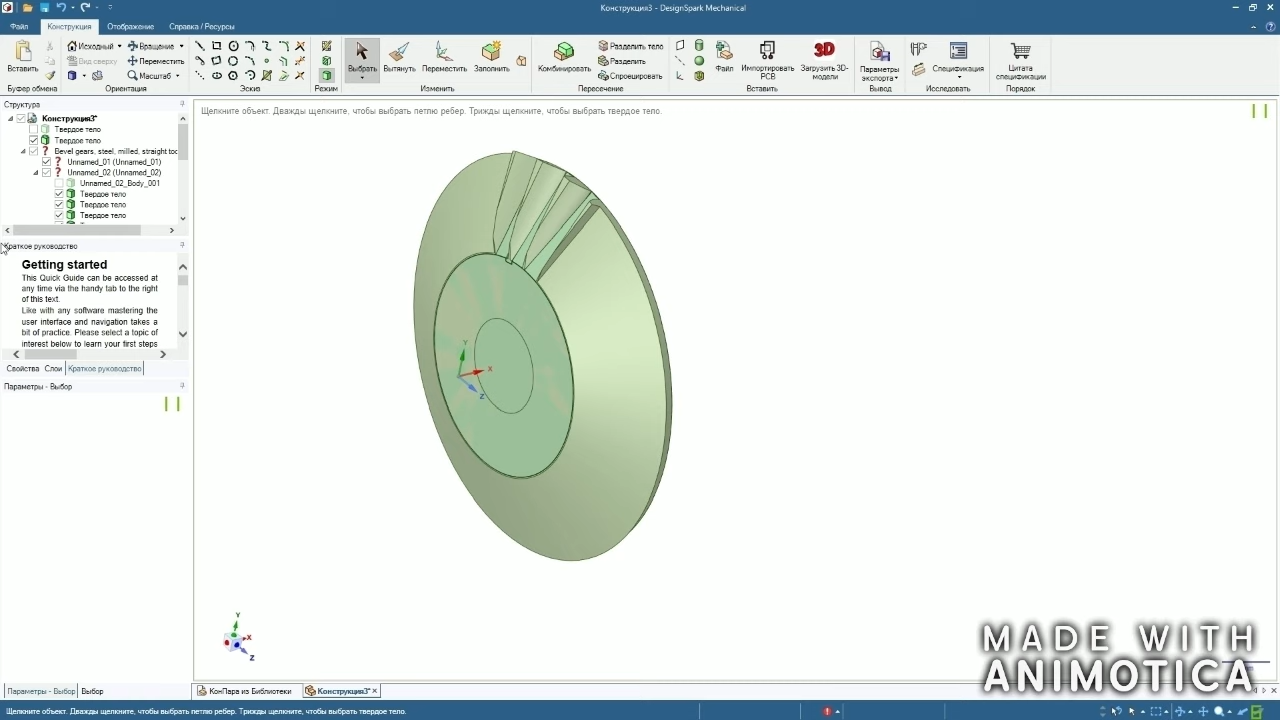 Конструкция3 - DesignSpark Mechanical
Файл
Конструкция
Отображение
Справка / Ресурсы
Вставить
Исходный
Вид сверху
Вращение
Переместить
Масштаб
Выбрать
Вытянуть
Переместить
Заполнить
Комбинировать
Разделить тело
Разделить
Спроецировать
Файл
Импортировать PCB
3D
Загрузить 3D-модели
Параметры экспорта
Спецификация
Цитата спецификации
Буфер обмена
Ориентация
Эскиз
Режим
Изменить
Пересечение
Вставить
Вывод
Исследовать
Порядок
Структура
Конструкция3*
Твердое тело
Твердое тело
Bevel gears, steel, milled, straight too
Unnamed_01 (Unnamed_01)
Unnamed_02 (Unnamed_02)
Unnamed_02_Body_001
Твердое тело
Твердое тело
Твердое тело
Краткое руководство
Getting started
This Quick Guide can be accessed at
any time via the handy tab to the right
of this text.
Like with any software mastering the
user interface and navigation takes a
bit of practice. Please select a topic of
interest below to learn your first steps
Свойства
Слои
Краткое руководство
Параметры - Выбор
Щелкните объект. Дважды щелкните, чтобы выбрать петлю ребер. Трижды щелкните, чтобы выбрать твердое тело.
Y
X
Z
Y
X
Z
MADE WITH
ANIMOTICA
Параметры - Выбор
Выбор
КонПара из Библиотеки
Конструкция3*
Щелкните объект. Дважды щелкните, чтобы выбрать петлю ребер. Трижды щелкните, чтобы выбрать твердое тело.